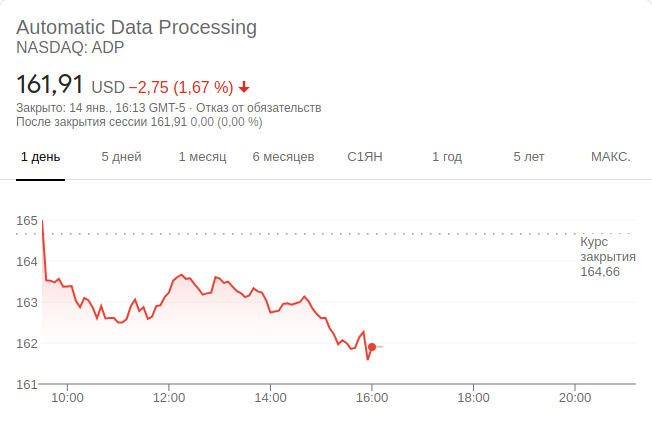 Automatic Data Processing
NASDAQ: ADP
161,91 USD −2,75 (1,67 %)
Закрыто: 14 янв., 16:13 GMT-5 · Отказ от обязательств
После закрытия сессии 161,91 0,00 (0,00 %)
1 день 5 дней 1 месяц 6 месяцев С1ЯН 1 год 5 лет МАКС.
165
164
163
162
161
Курс
закрытия
164,66
10:00 12:00 14:00 16:00 18:00 20:00